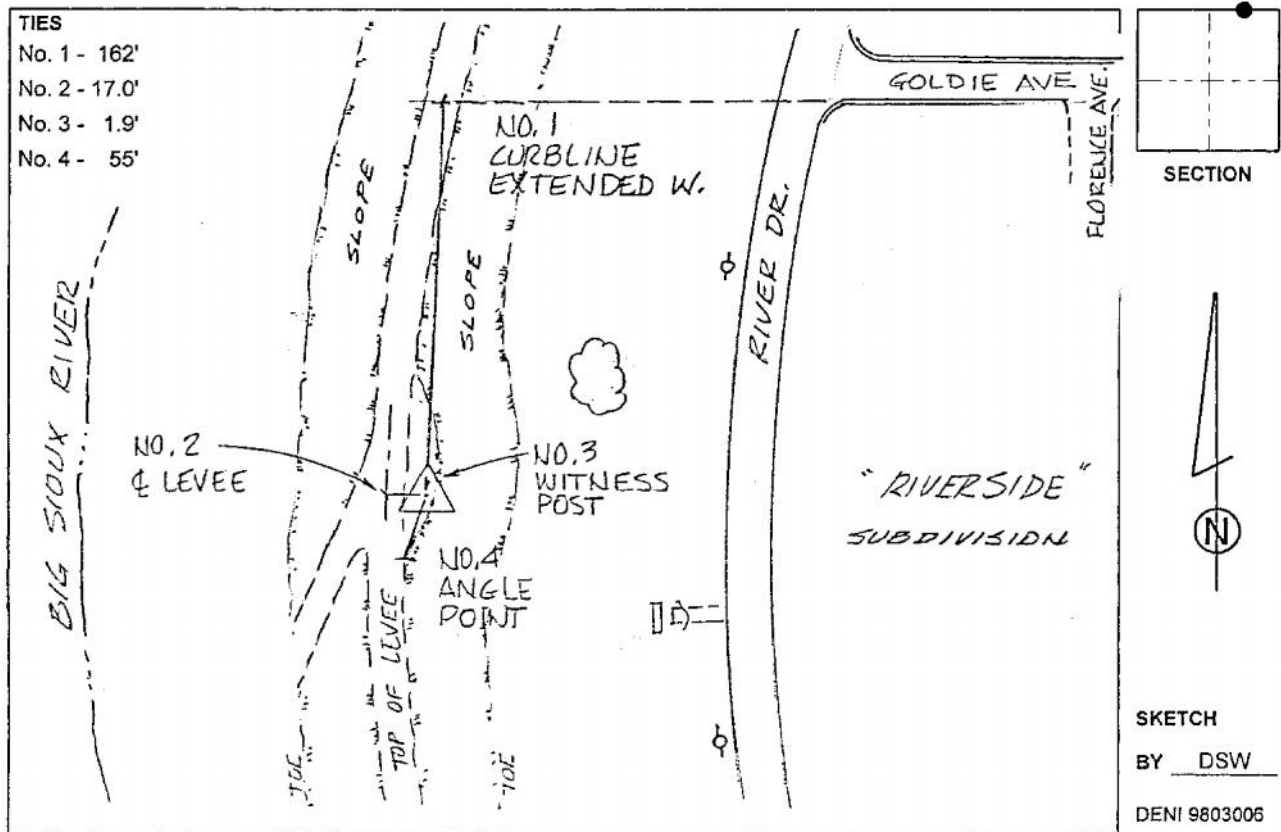 TIES
No. 1 - 162'
No. 2 - 17.0'
No. 3 - 1.9'
No. 4 - 55'
SLOPE
NO. 1
CURBLINE
EXTENDED W.
SLOPE
GOLDIE AVE
FLORENCE AVE.
SECTION
RIVER DR.
BIG SIOUX RIVER
NO. 2
℄ LEVEE
NO. 3
WITNESS
POST
"RIVERSIDE"
SUBDIVISION
N
NO. 4
ANGLE
POINT
TOP OF LEVEE
TOE
TOE
SKETCH
BY DSW
DENI 9803006